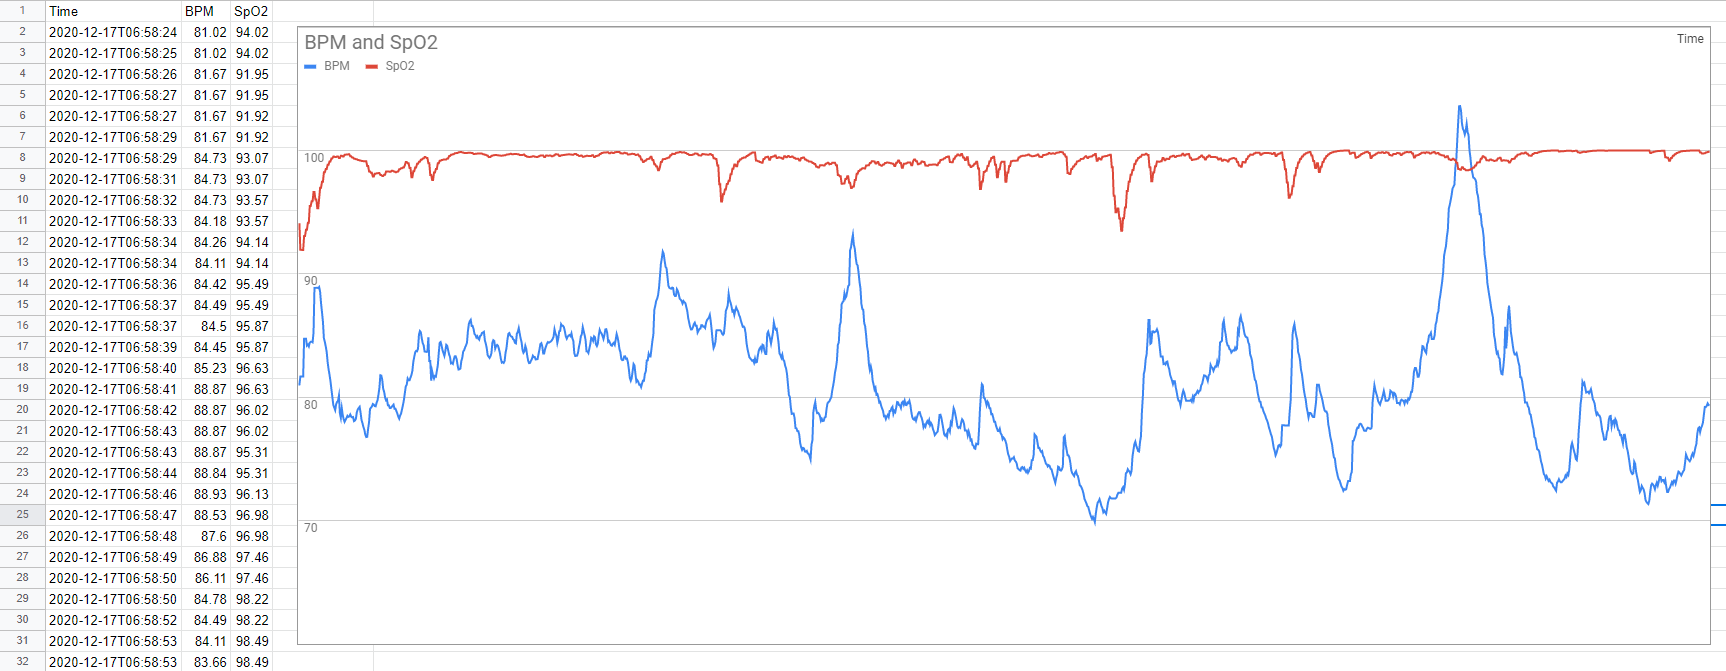 1 Time BPM SpO2
2 2020-12-17T06:58:24 81.02 94.02
3 2020-12-17T06:58:25 81.02 94.02
4 2020-12-17T06:58:26 81.67 91.95
5 2020-12-17T06:58:27 81.67 91.95
6 2020-12-17T06:58:27 81.67 91.92
7 2020-12-17T06:58:29 81.67 91.92
8 2020-12-17T06:58:29 84.73 93.07
9 2020-12-17T06:58:31 84.73 93.07
10 2020-12-17T06:58:32 84.73 93.57
11 2020-12-17T06:58:33 84.18 93.57
12 2020-12-17T06:58:34 84.26 94.14
13 2020-12-17T06:58:34 84.11 94.14
14 2020-12-17T06:58:36 84.42 95.49
15 2020-12-17T06:58:37 84.49 95.49
16 2020-12-17T06:58:37 84.5 95.87
17 2020-12-17T06:58:39 84.45 95.87
18 2020-12-17T06:58:40 85.23 96.63
19 2020-12-17T06:58:41 88.87 96.63
20 2020-12-17T06:58:42 88.87 96.02
21 2020-12-17T06:58:43 88.87 96.02
22 2020-12-17T06:58:43 88.87 95.31
23 2020-12-17T06:58:44 88.84 95.31
24 2020-12-17T06:58:46 88.93 96.13
25 2020-12-17T06:58:47 88.53 96.98
26 2020-12-17T06:58:48 87.6 96.98
27 2020-12-17T06:58:49 86.88 97.46
28 2020-12-17T06:58:50 86.11 97.46
29 2020-12-17T06:58:50 84.78 98.22
30 2020-12-17T06:58:52 84.49 98.22
31 2020-12-17T06:58:53 84.11 98.49
32 2020-12-17T06:58:53 83.66 98.49
BPM and SpO2
Time
BPM SpO2
100
90
80
70